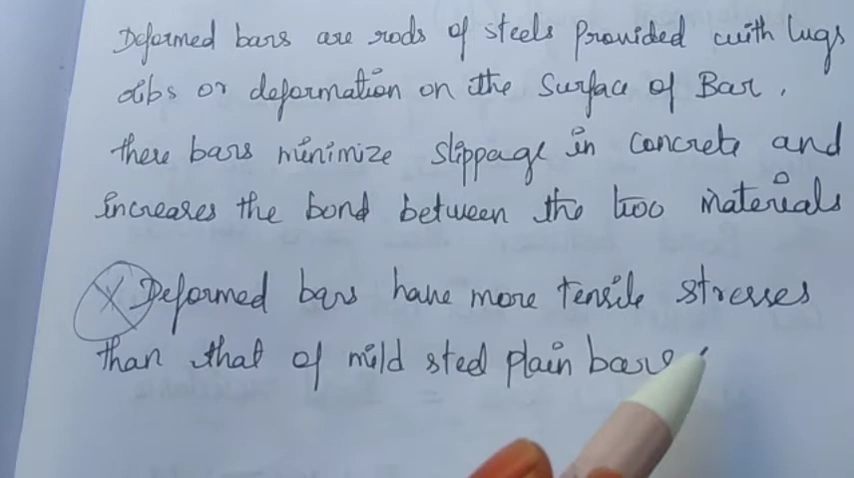 Deformed bars are rods of steels provided with lugs
ribs or deformation on the surface of Bar.
these bars minimize slippage in concrete and
increases the bond between the two materials
Deformed bars have more tensile stresses
than that of mild steel plain bars